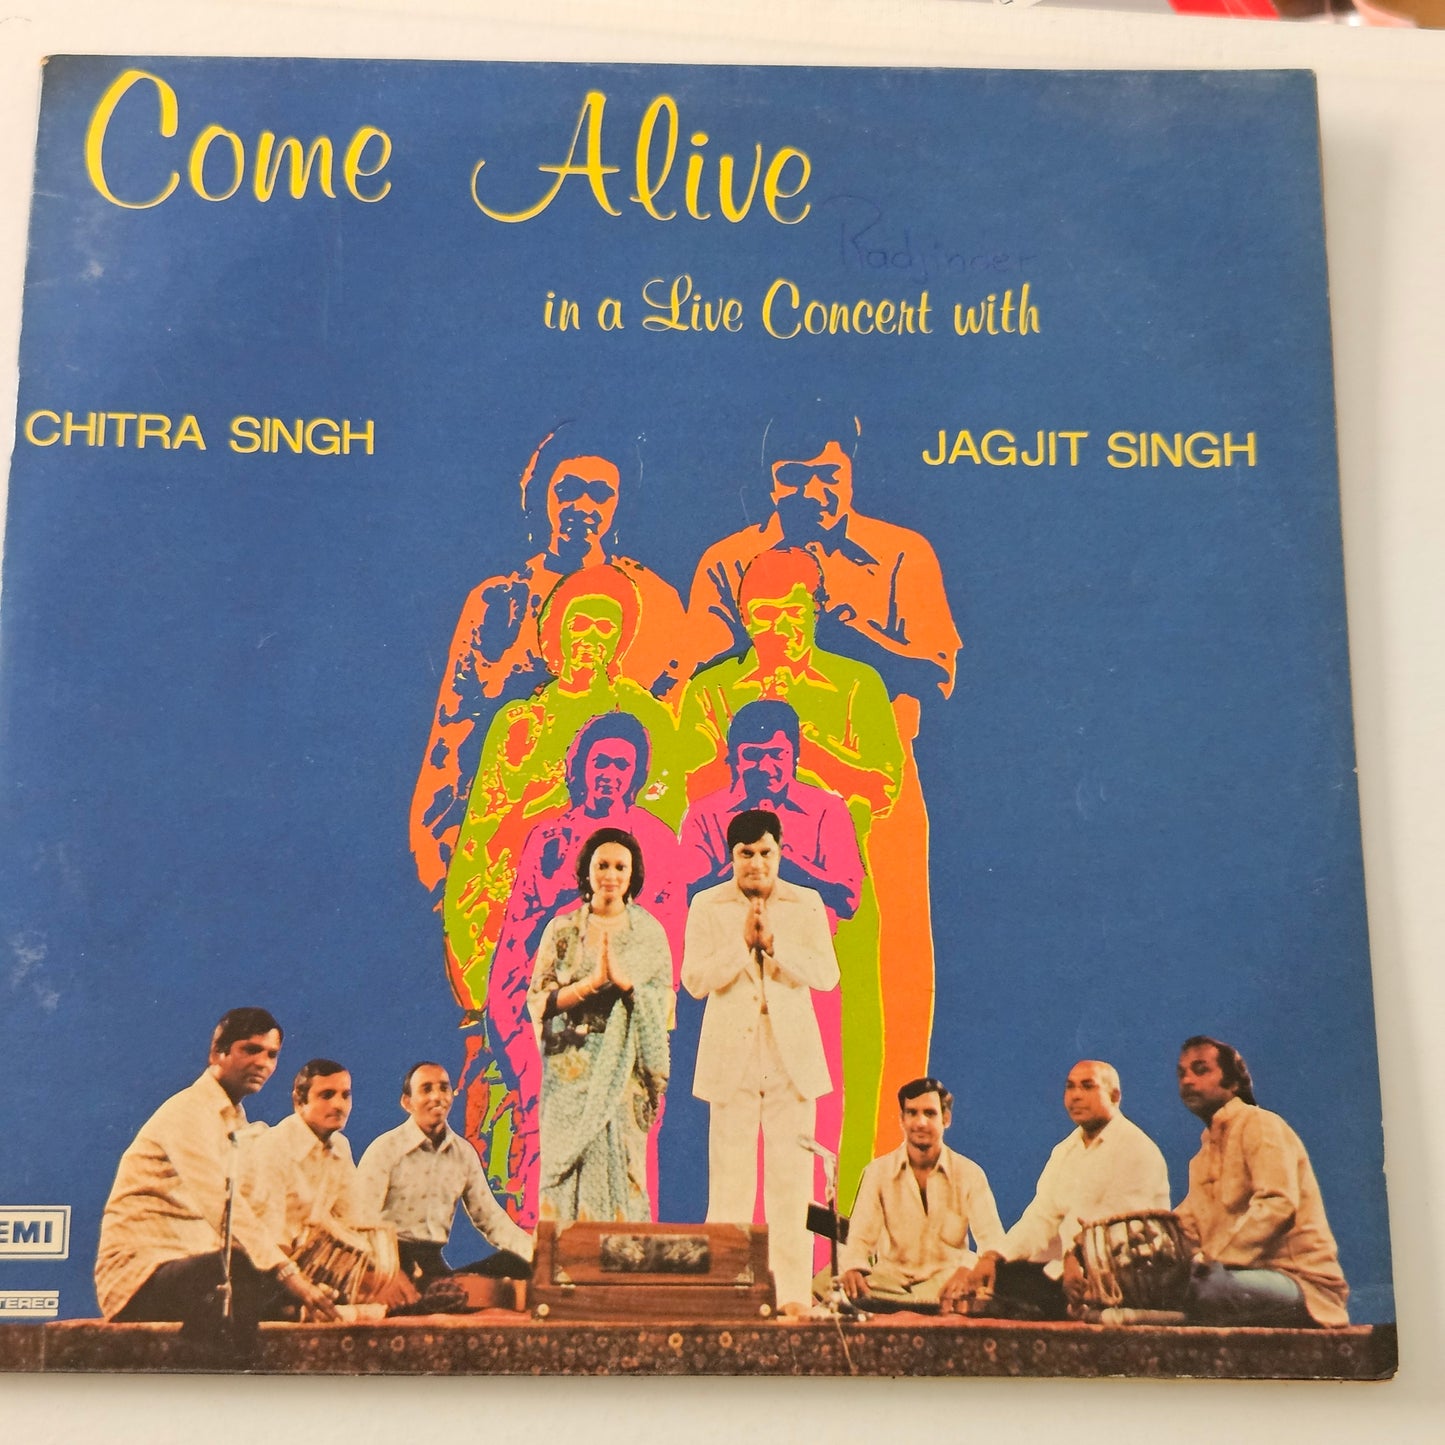 Come Alive
Radjinder
in a Live Concert with
CHITRA SINGH
JAGJIT SINGH
EMI
STEREO